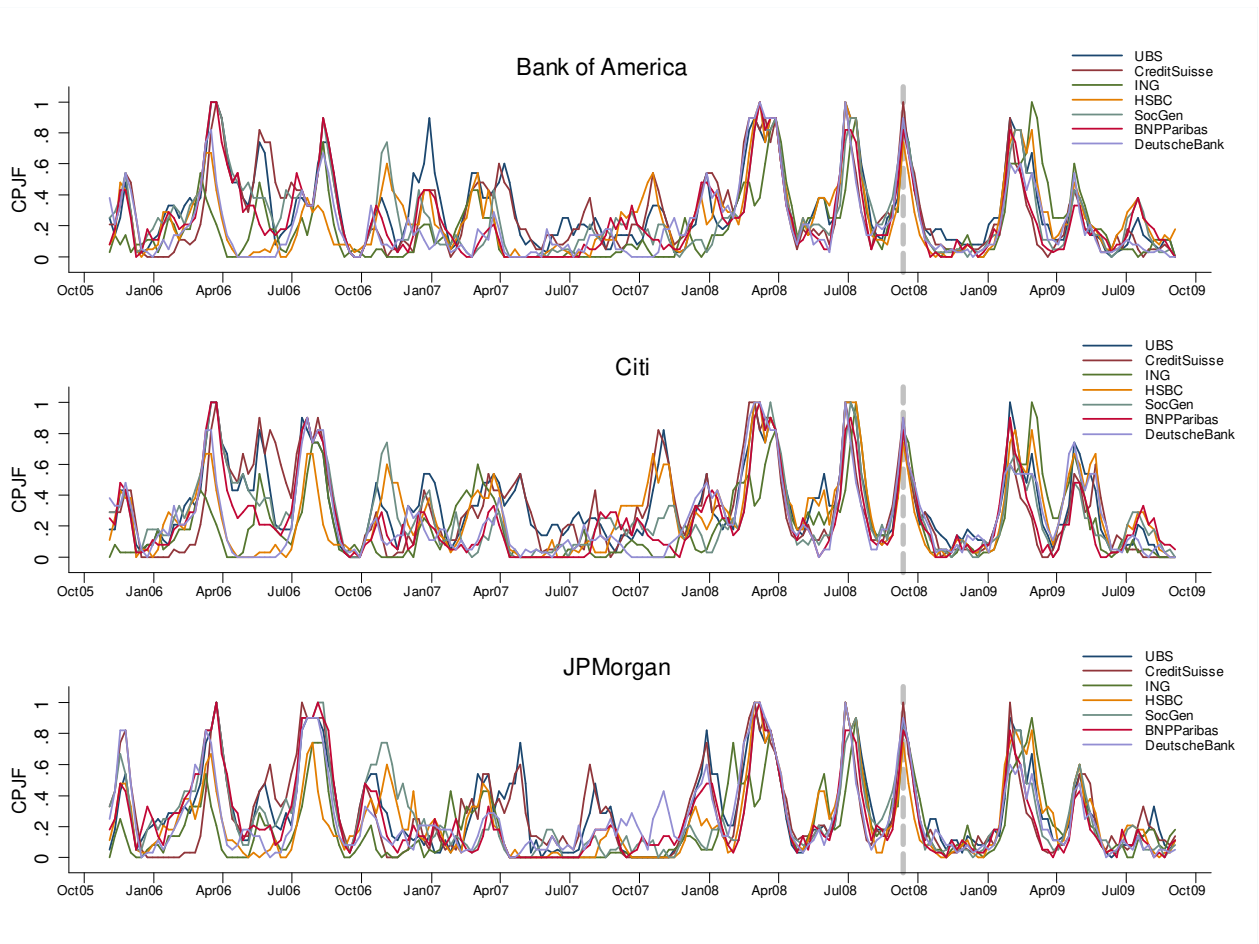 Bank of America
UBS
CreditSuisse
ING
HSBC
SocGen
BNPParibas
DeutscheBank
CPJF
1
.8
.6
.4
.2
0
Oct05 Jan06 Apr06 Jul06 Oct06 Jan07 Apr07 Jul07 Oct07 Jan08 Apr08 Jul08 Oct08 Jan09 Apr09 Jul09 Oct09
Citi
UBS
CreditSuisse
ING
HSBC
SocGen
BNPParibas
DeutscheBank
CPJF
1
.8
.6
.4
.2
0
Oct05 Jan06 Apr06 Jul06 Oct06 Jan07 Apr07 Jul07 Oct07 Jan08 Apr08 Jul08 Oct08 Jan09 Apr09 Jul09 Oct09
JPMorgan
UBS
CreditSuisse
ING
HSBC
SocGen
BNPParibas
DeutscheBank
CPJF
1
.8
.6
.4
.2
0
Oct05 Jan06 Apr06 Jul06 Oct06 Jan07 Apr07 Jul07 Oct07 Jan08 Apr08 Jul08 Oct08 Jan09 Apr09 Jul09 Oct09